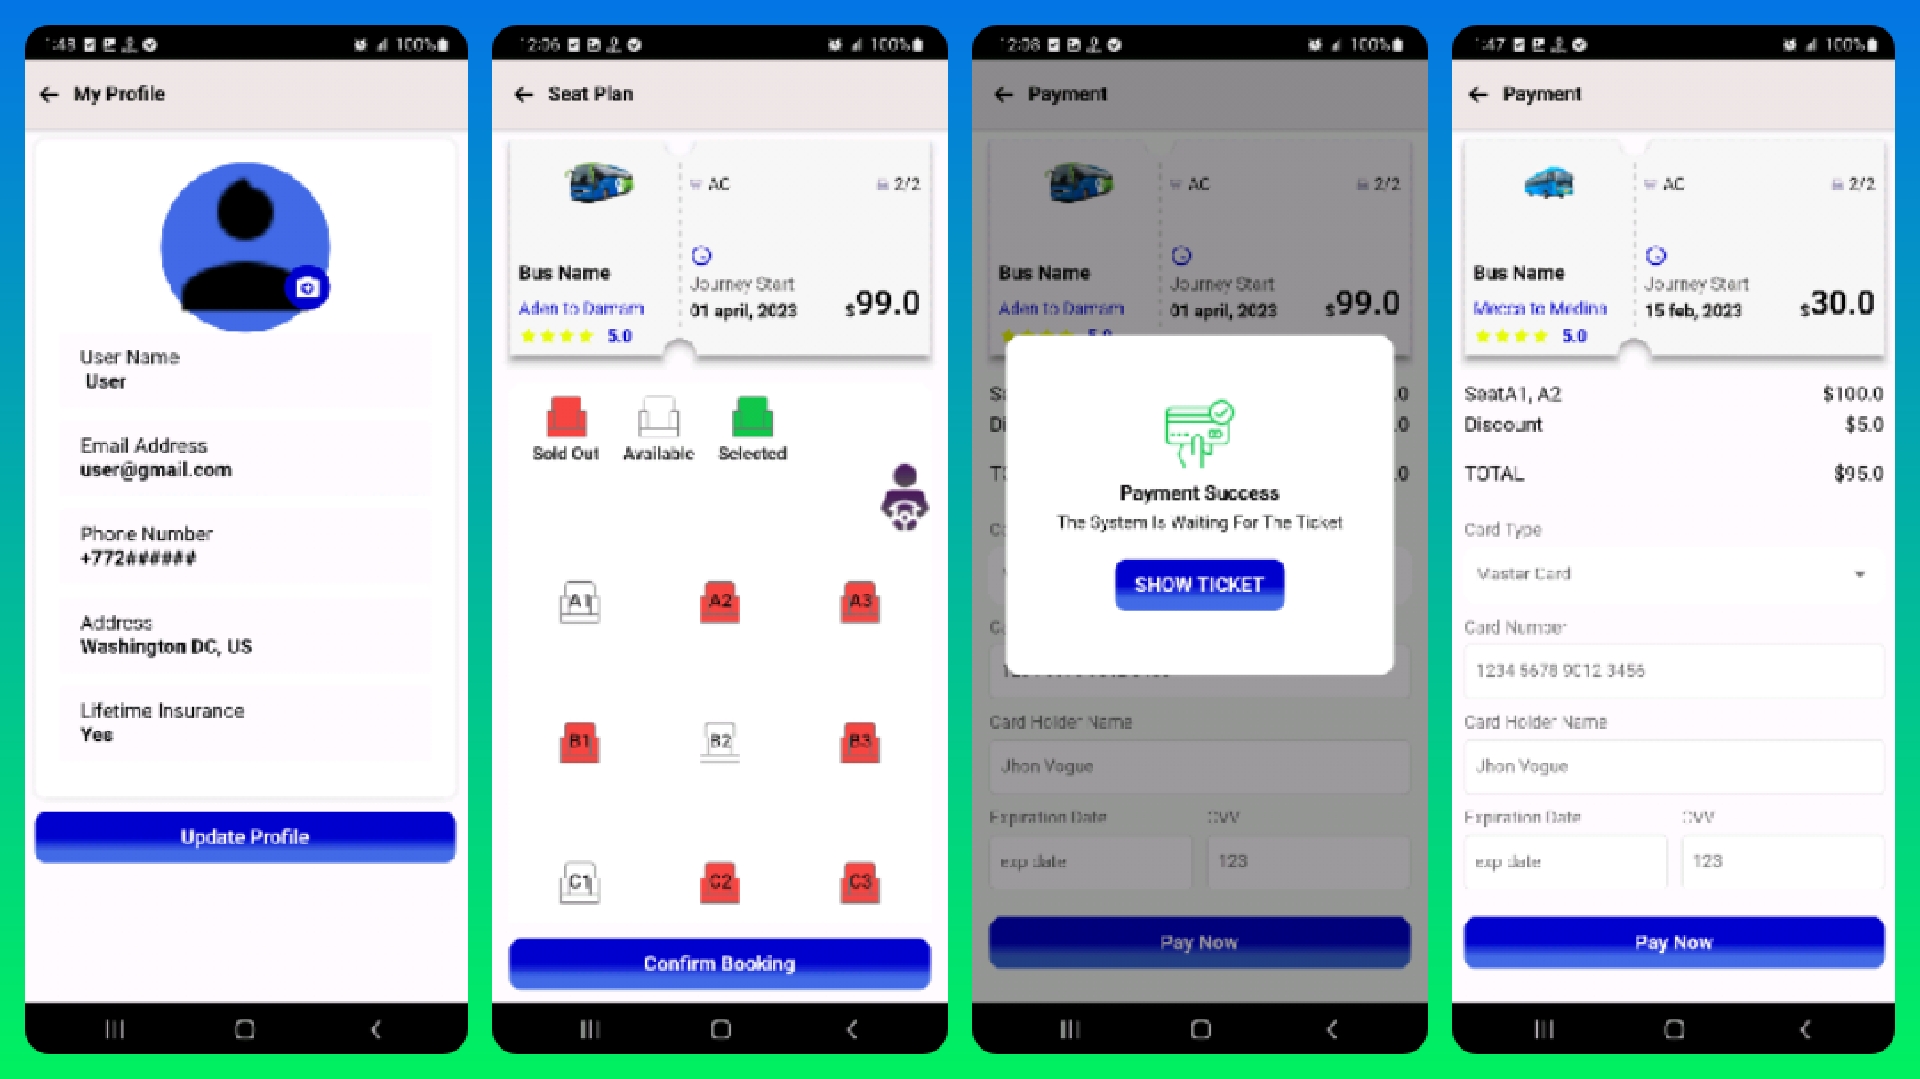 1:48
100%
My Profile
User Name
User
Email Address
user@gmail.com
Phone Number
+772######
Address
Washington DC, US
Lifetime Insurance
Yes
Update Profile
12:06
100%
Seat Plan
AC
2/2
Bus Name
Journey Start
Aden to Damam
01 april, 2023
$99.0
5.0
Sold Out
Available
Selected
A1
A2
A3
B1
B2
B3
C1
C2
C3
Confirm Booking
12:08
100%
Payment
AC
2/2
Bus Name
Journey Start
Aden to Damam
01 april, 2023
$99.0
5.0
Payment Success
The System Is Waiting For The Ticket
SHOW TICKET
Card Holder Name
Jhon Vogue
Expiration Date
CVV
exp date
123
Pay Now
1:47
100%
Payment
AC
2/2
Bus Name
Journey Start
Mecca to Medina
15 feb, 2023
$30.0
5.0
SeatA1, A2
$100.0
Discount
$5.0
TOTAL
$95.0
Card Type
Master Card
Card Number
1234 5678 9012 3456
Card Holder Name
Jhon Vogue
Expiration Date
CVV
exp date
123
Pay Now